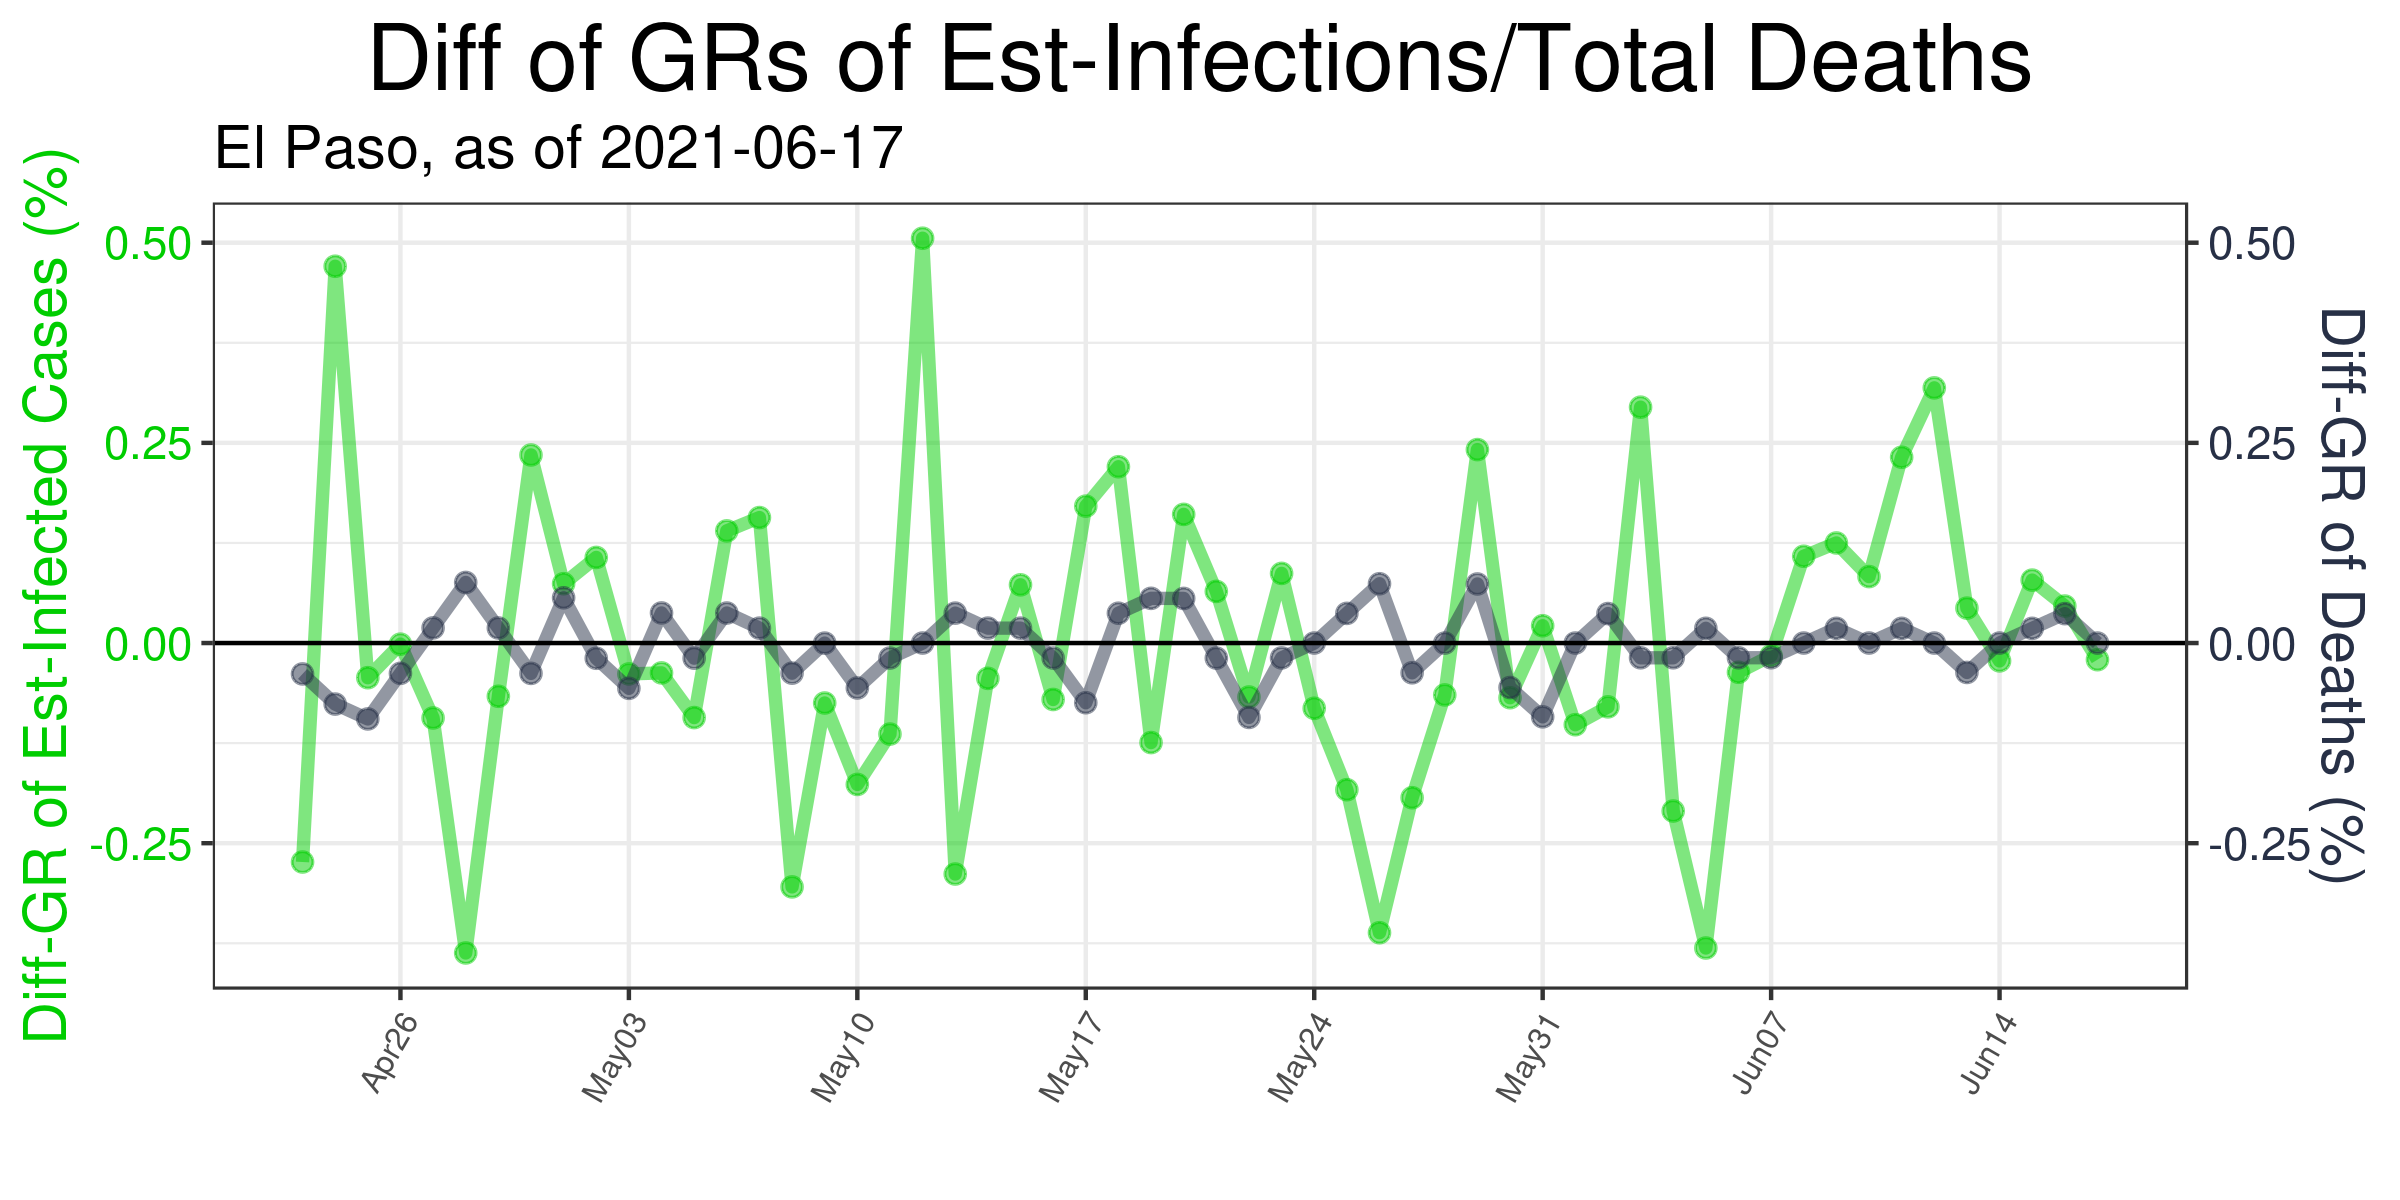 Diff of GRs of Est-Infections/Total Deaths
El Paso, as of 2021-06-17
Diff-GR of Est-Infected Cases (%)
0.50
0.25
0.00
-0.25
0.50
0.25
0.00
-0.25
Diff-GR of Deaths (%)
Apr26
May03
May10
May17
May24
May31
Jun07
Jun14